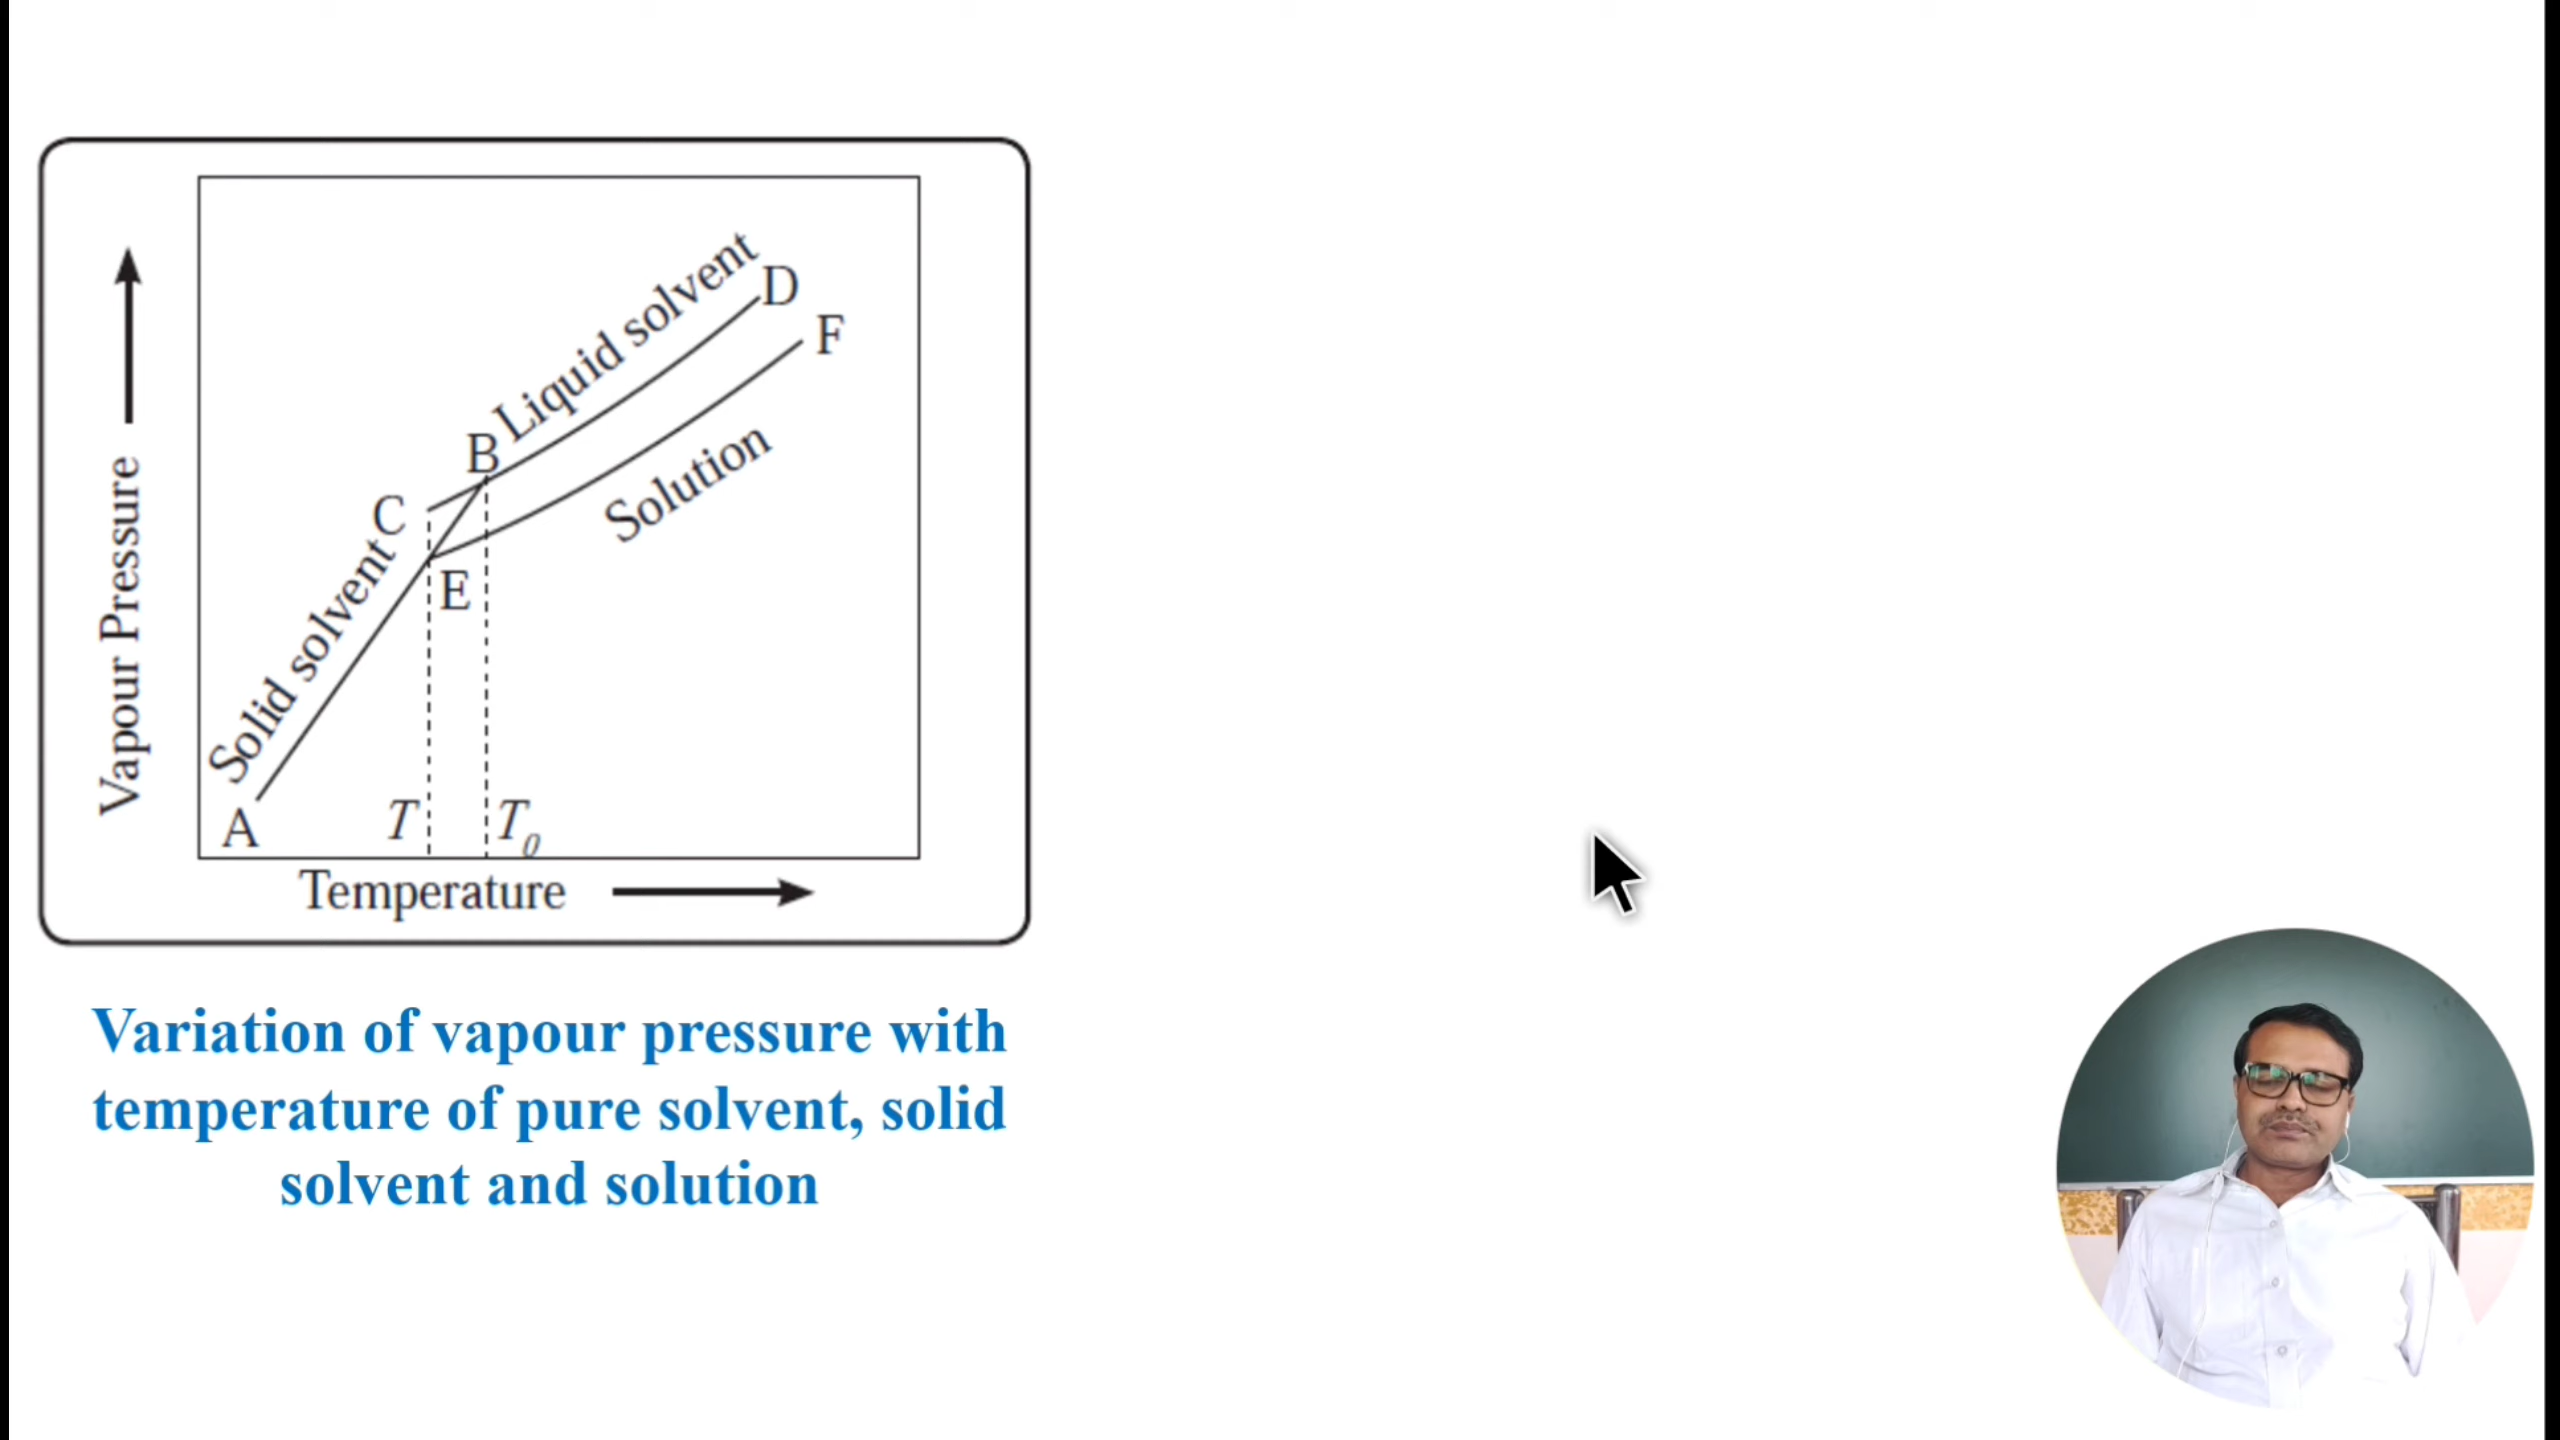 Vapour Pressure
Liquid solvent
D
F
B
Solution
C
Solid solvent
E
A
T
T₀
Temperature
Variation of vapour pressure with
temperature of pure solvent, solid
solvent and solution